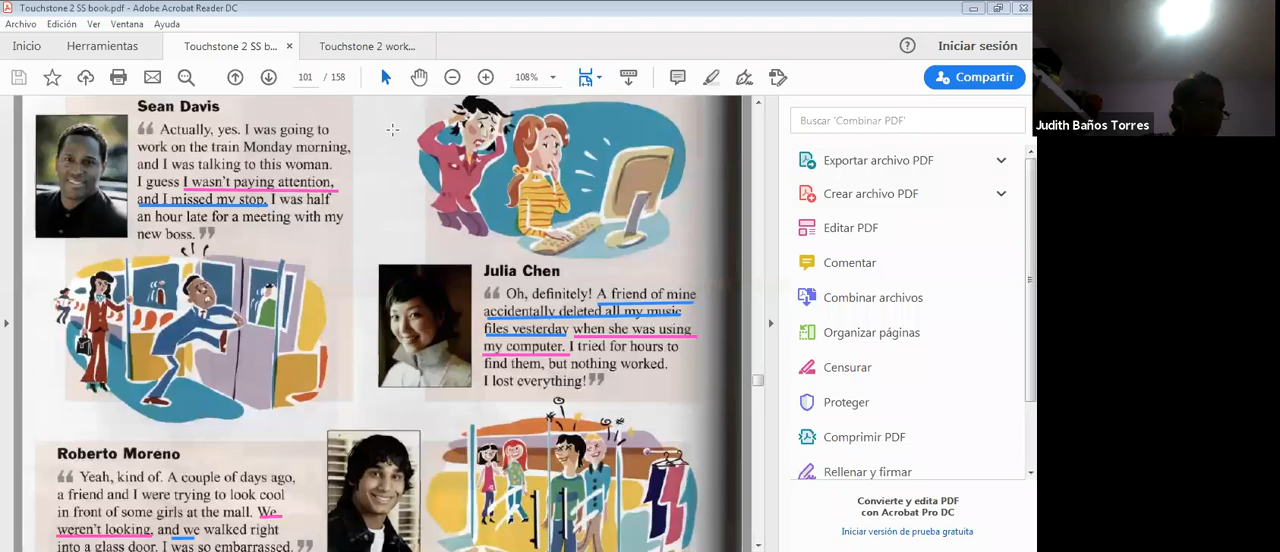 Touchstone 2 SS book.pdf - Adobe Acrobat Reader DC
Archivo Edición Ver Ventana Ayuda
Inicio Herramientas Touchstone 2 SS b... × Touchstone 2 work... Iniciar sesión
101 / 158 108% Compartir
Judith Baños Torres
Sean Davis
Actually, yes. I was going to
work on the train Monday morning,
and I was talking to this woman.
I guess I wasn't paying attention,
and I missed my stop. I was half
an hour late for a meeting with my
new boss.
Julia Chen
Oh, definitely! A friend of mine
accidentally deleted all my music
files yesterday when she was using
my computer. I tried for hours to
find them, but nothing worked.
I lost everything!
Roberto Moreno
Yeah, kind of. A couple of days ago,
a friend and I were trying to look cool
in front of some girls at the mall. We
weren't looking, and we walked right
into a glass door. I was so embarrassed.
Buscar 'Combinar PDF'
Exportar archivo PDF
Crear archivo PDF
Editar PDF
Comentar
Combinar archivos
Organizar páginas
Censurar
Proteger
Comprimir PDF
Rellenar y firmar
Convierte y edita PDF
con Acrobat Pro DC
Iniciar versión de prueba gratuita